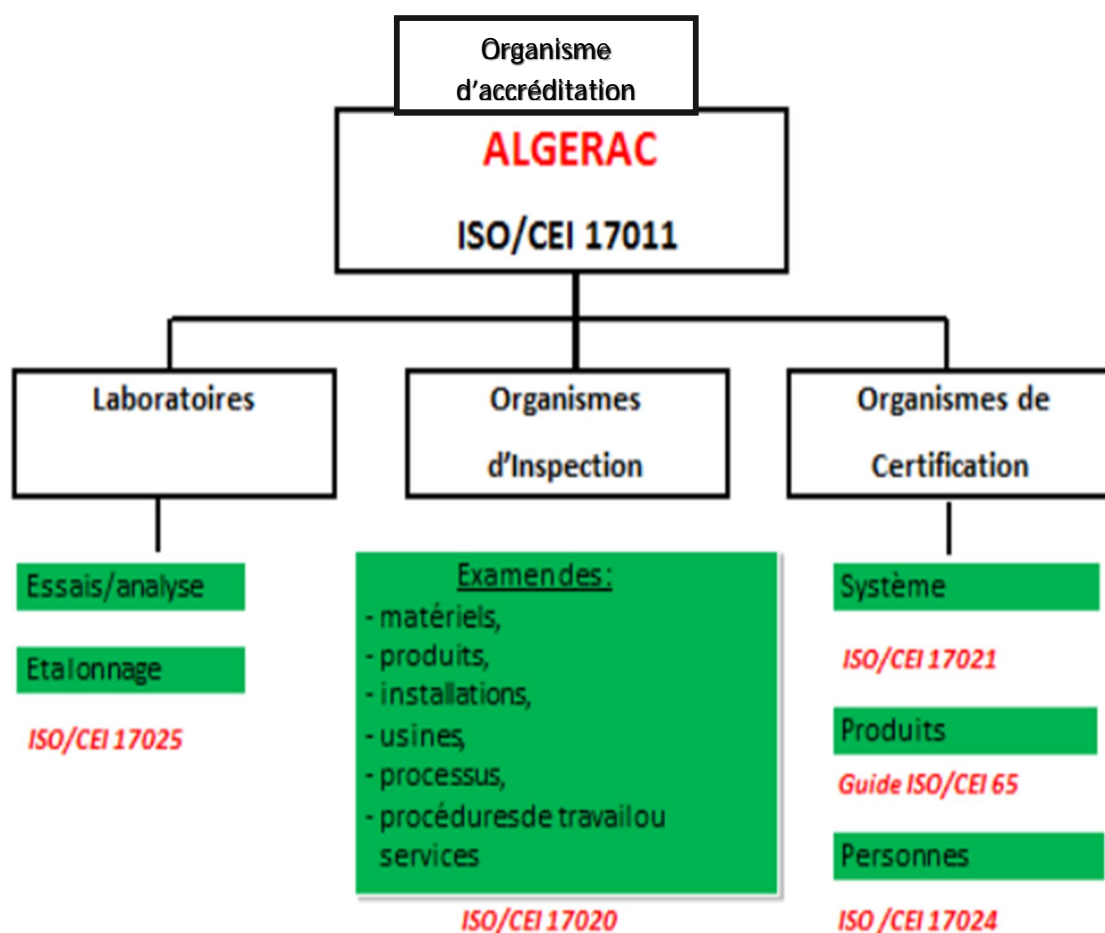 Organisme
d'accréditation
ALGERAC
ISO/CEI 17011
Laboratoires
Essais/analyse
Etalonnage
ISO/CEI 17025
Organismes
d'Inspection
Examen des :
- matériels,
- produits,
- installations,
- usines,
- processus,
- procédures de travail ou
services
ISO/CEI 17020
Organismes de
Certification
Système
ISO/CEI 17021
Produits
Guide ISO/CEI 65
Personnes
ISO /CEI 17024